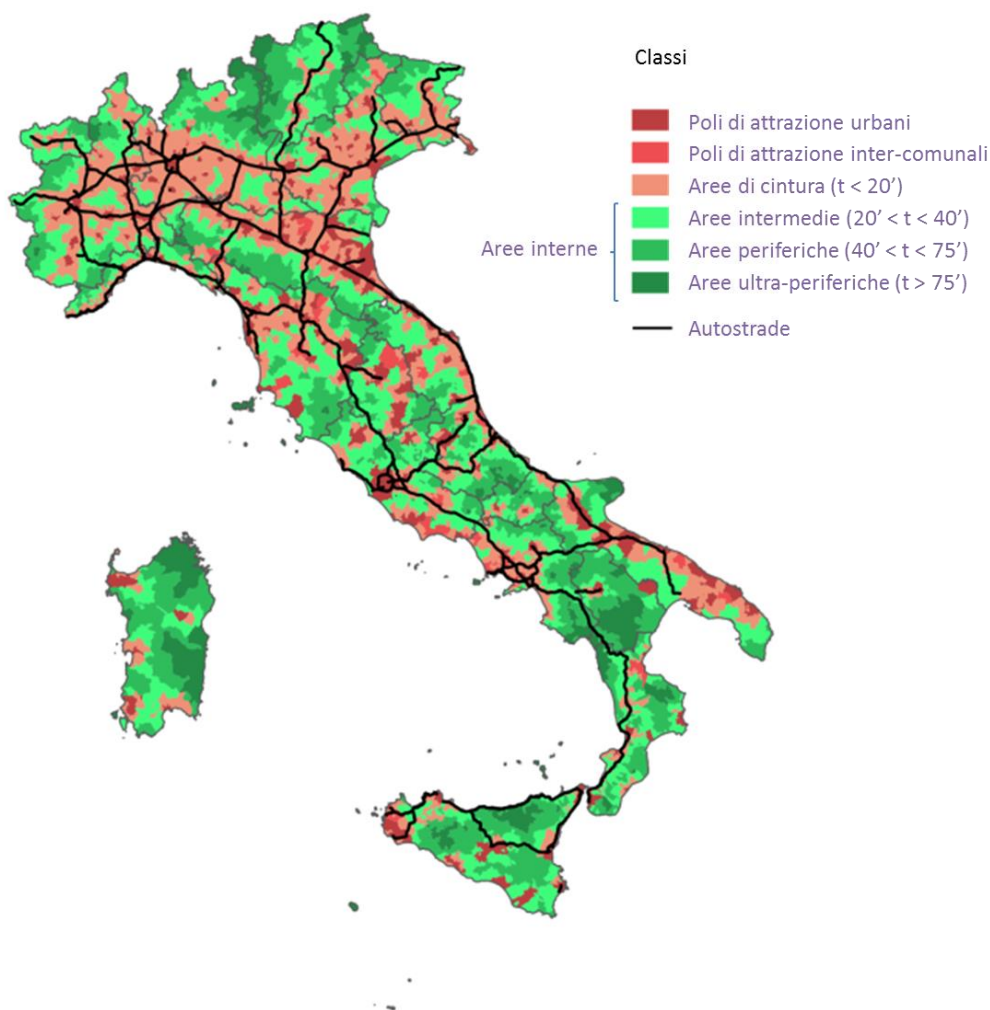 Classi
Poli di attrazione urbani
Poli di attrazione inter-comunali
Aree di cintura (t < 20’)
Aree intermedie (20’ < t < 40’)
Aree interne
Aree periferiche (40’ < t < 75’)
Aree ultra-periferiche (t > 75’)
Autostrade